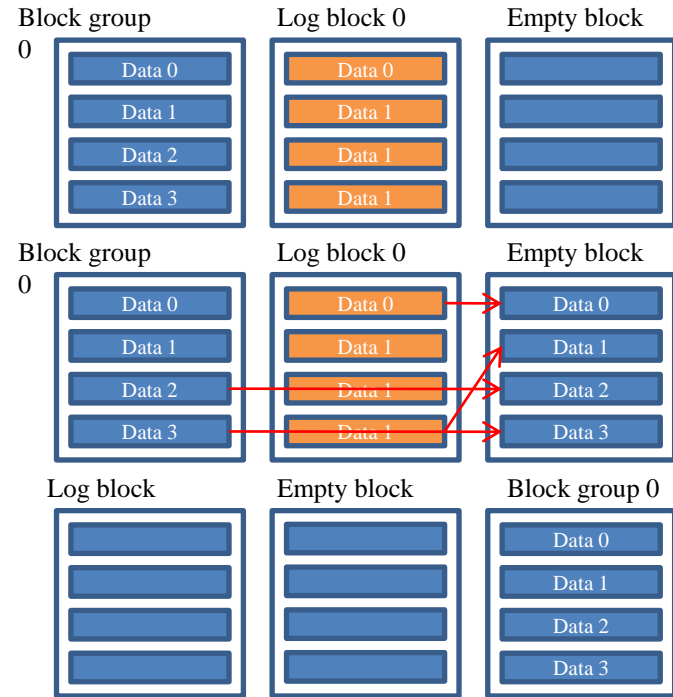 Block group
0
Log block 0
Empty block
Data 0
Data 1
Data 2
Data 3
Data 0
Data 1
Data 1
Data 1
Block group
0
Log block 0
Empty block
Data 0
Data 1
Data 2
Data 3
Data 0
Data 1
Data 1
Data 1
Data 0
Data 1
Data 2
Data 3
Log block
Empty block
Block group 0
Data 0
Data 1
Data 2
Data 3